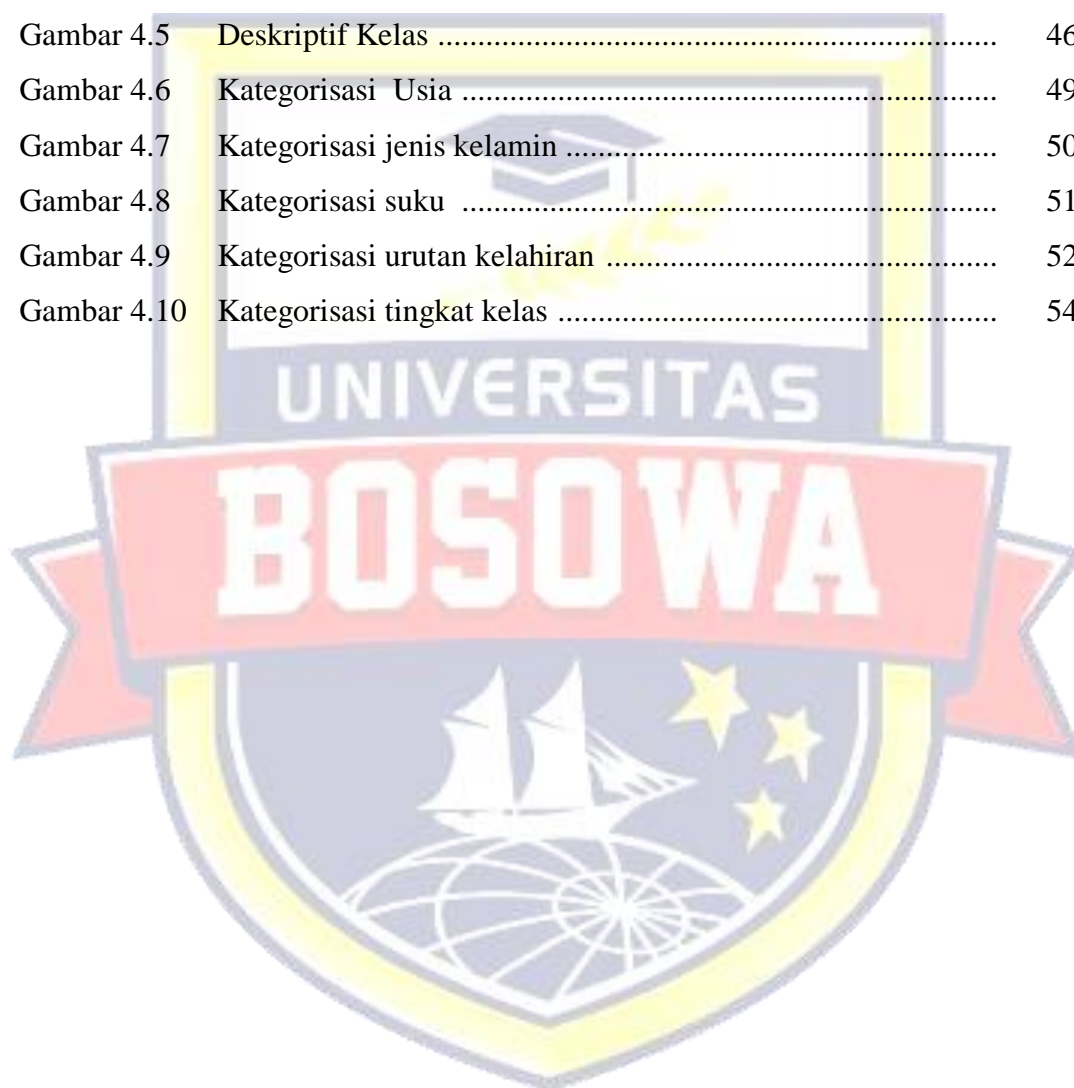 Gambar 4.5 Deskriptif Kelas ................................................................. 46
Gambar 4.6 Kategorisasi  Usia .............................................................. 49
Gambar 4.7 Kategorisasi jenis kelamin .................................................. 50
Gambar 4.8 Kategorisasi suku  .............................................................. 51
Gambar 4.9 Kategorisasi urutan kelahiran ............................................. 52
Gambar 4.10 Kategorisasi tingkat kelas ................................................... 54
UNIVERSITAS
BOSOWA